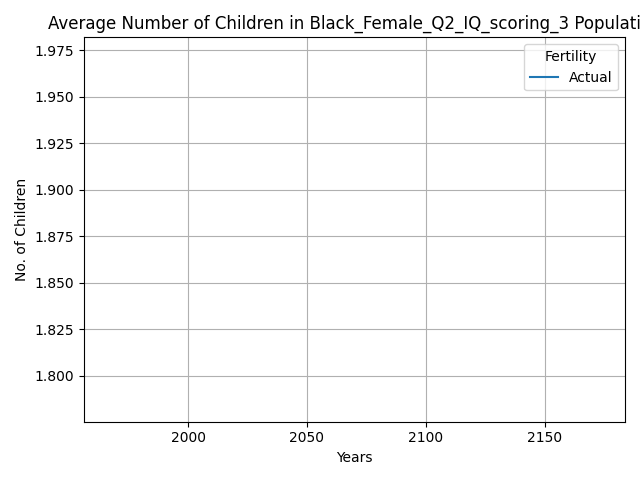 Average Number of Children in Black_Female_Q2_IQ_scoring_3 Populati
Fertility
Actual
1.975
1.950
1.925
1.900
1.875
1.850
1.825
1.800
No. of Children
2000 2050 2100 2150
Years